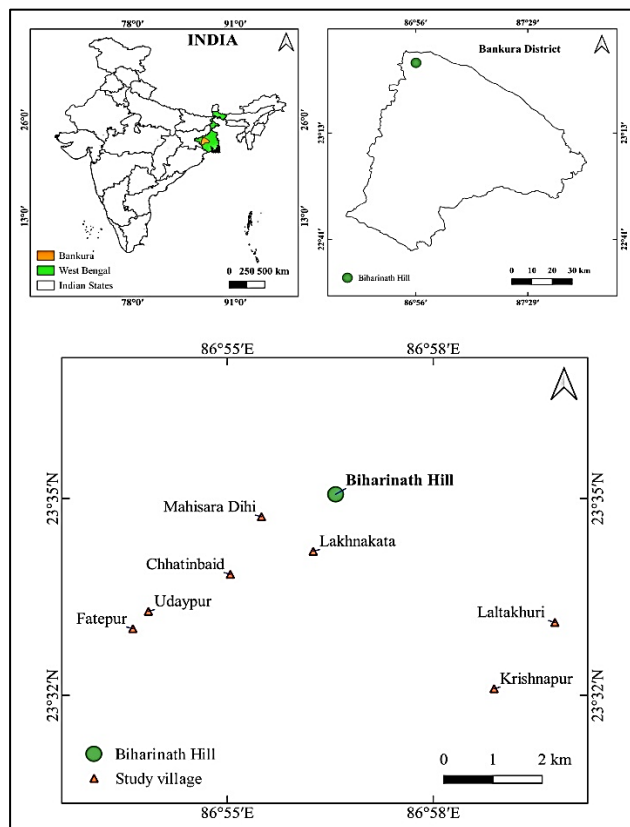 INDIA
78°0′
91°0′
26°0′
26°0′
13°0′
13°0′
Bankura
West Bengal
Indian States
0 250 500 km
78°0′
91°0′
Bankura District
86°56′
87°29′
23°13′
23°13′
22°41′
22°41′
Biharinath Hill
0 10 20 30 km
86°56′
87°29′
86°55′E
86°58′E
23°35′N
23°35′N
Biharinath Hill
Mahisara Dihi
Lakhnakata
Chhatinbaid
Udaypur
Fatepur
Laltakhuri
Krishnapur
23°32′N
23°32′N
Biharinath Hill
Study village
0 1 2 km
86°55′E
86°58′E